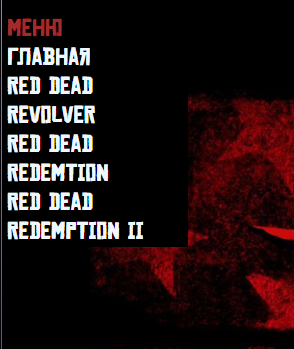 МЕНЮ
ГЛАВНАЯ
RED DEAD
REVOLVER
RED DEAD
REDEMTION
RED DEAD
REDEMPTION II